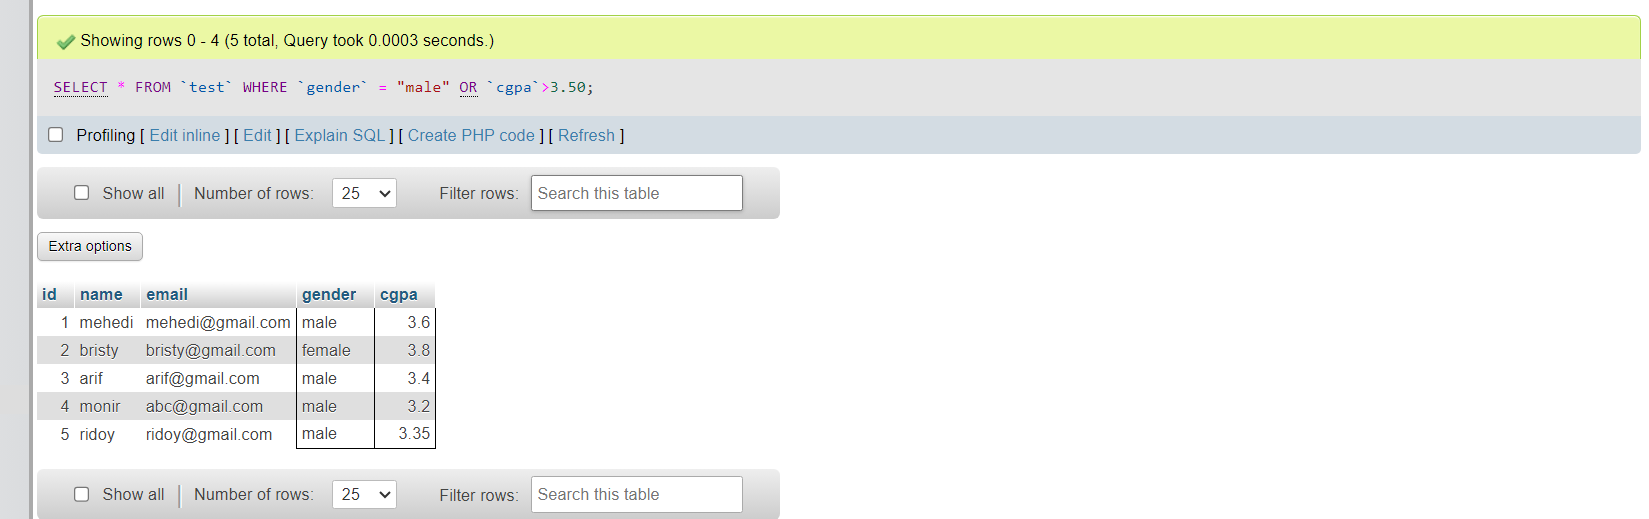 Showing rows 0 - 4 (5 total, Query took 0.0003 seconds.)
SELECT * FROM `test` WHERE `gender` = "male" OR `cgpa`>3.50;
Profiling [ Edit inline ] [ Edit ] [ Explain SQL ] [ Create PHP code ] [ Refresh ]
Show all Number of rows: 25 Filter rows: Search this table
Extra options
id name email gender cgpa
1 mehedi mehedi@gmail.com male 3.6
2 bristy bristy@gmail.com female 3.8
3 arif arif@gmail.com male 3.4
4 monir abc@gmail.com male 3.2
5 ridoy ridoy@gmail.com male 3.35
Show all Number of rows: 25 Filter rows: Search this table